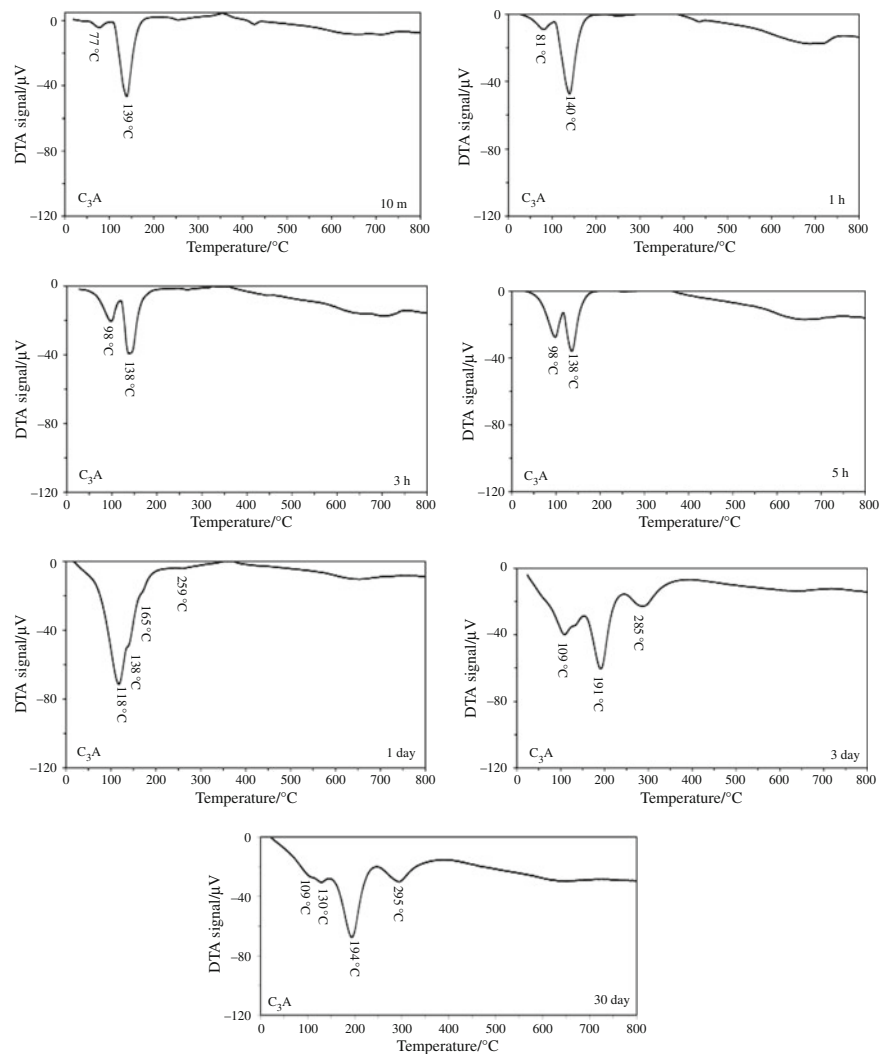 0
−40
−80
−120
DTA signal/µV
77 °C
139 °C
C₃A
10 m
0 100 200 300 400 500 600 700 800
Temperature/°C
0
−40
−80
−120
DTA signal/µV
81 °C
140 °C
C₃A
1 h
0 100 200 300 400 500 600 700 800
Temperature/°C
0
−40
−80
−120
DTA signal/µV
98 °C
138 °C
C₃A
3 h
0 100 200 300 400 500 600 700 800
Temperature/°C
0
−40
−80
−120
DTA signal/µV
98 °C
138 °C
C₃A
5 h
0 100 200 300 400 500 600 700 800
Temperature/°C
0
−40
−80
−120
DTA signal/µV
118 °C
138 °C
165 °C
259 °C
C₃A
1 day
0 100 200 300 400 500 600 700 800
Temperature/°C
0
−40
−80
−120
DTA signal/µV
109 °C
191 °C
285 °C
C₃A
3 day
0 100 200 300 400 500 600 700 800
Temperature/°C
0
−40
−80
−120
DTA signal/µV
109 °C
130 °C
194 °C
295 °C
C₃A
30 day
0 100 200 300 400 500 600 700 800
Temperature/°C